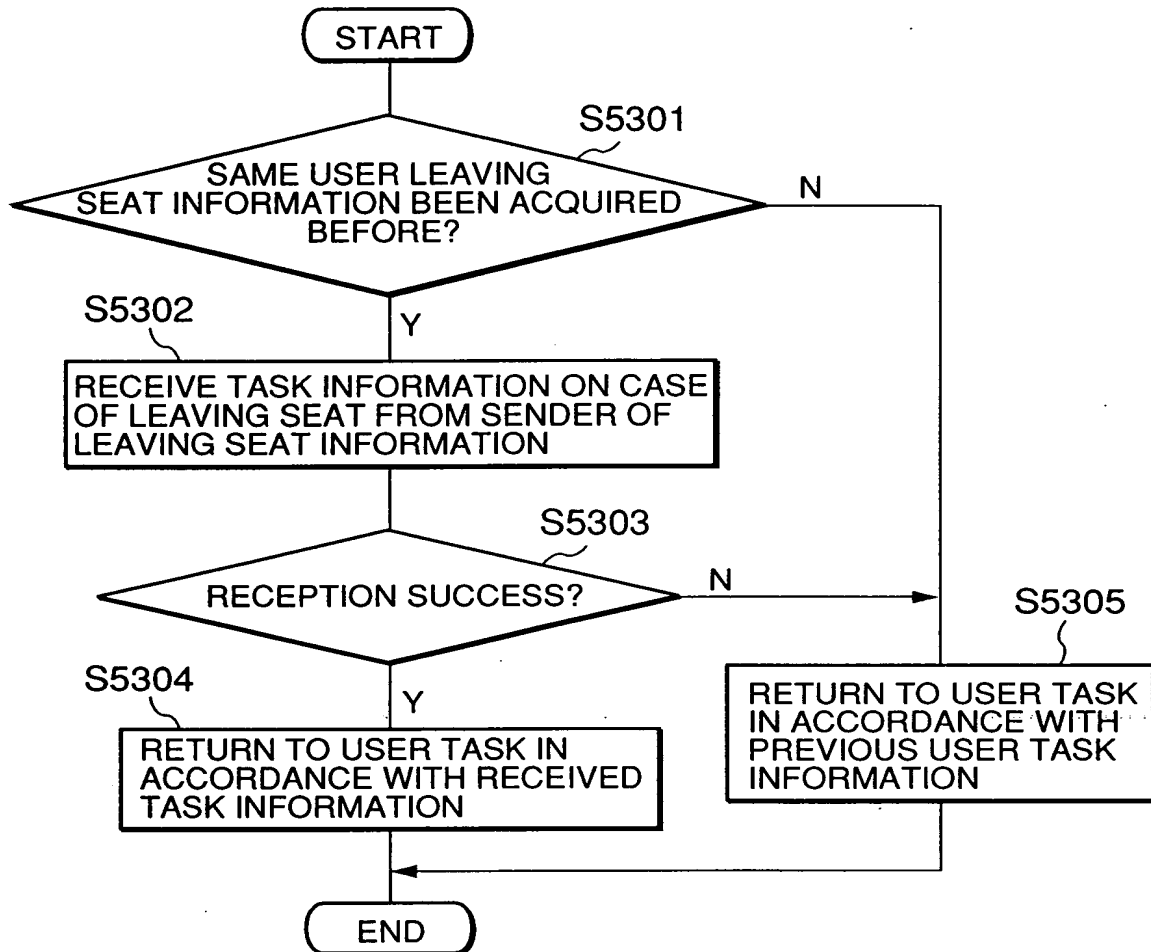 START
S5301
SAME USER LEAVING
SEAT INFORMATION BEEN ACQUIRED
BEFORE?
N
Y
S5302
RECEIVE TASK INFORMATION ON CASE
OF LEAVING SEAT FROM SENDER OF
LEAVING SEAT INFORMATION
S5303
RECEPTION SUCCESS?
N
Y
S5304
RETURN TO USER TASK IN
ACCORDANCE WITH RECEIVED
TASK INFORMATION
S5305
RETURN TO USER TASK
IN ACCORDANCE WITH
PREVIOUS USER TASK
INFORMATION
END